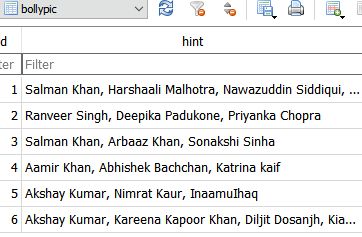 bollypic
d hint
ter Filter
1 Salman Khan, Harshaali Malhotra, Nawazuddin Siddiqui, ...
2 Ranveer Singh, Deepika Padukone, Priyanka Chopra
3 Salman Khan, Arbaaz Khan, Sonakshi Sinha
4 Aamir Khan, Abhishek Bachchan, Katrina kaif
5 Akshay Kumar, Nimrat Kaur, InaamuIhaq
6 Akshay Kumar, Kareena Kapoor Khan, Diljit Dosanjh, Kia...